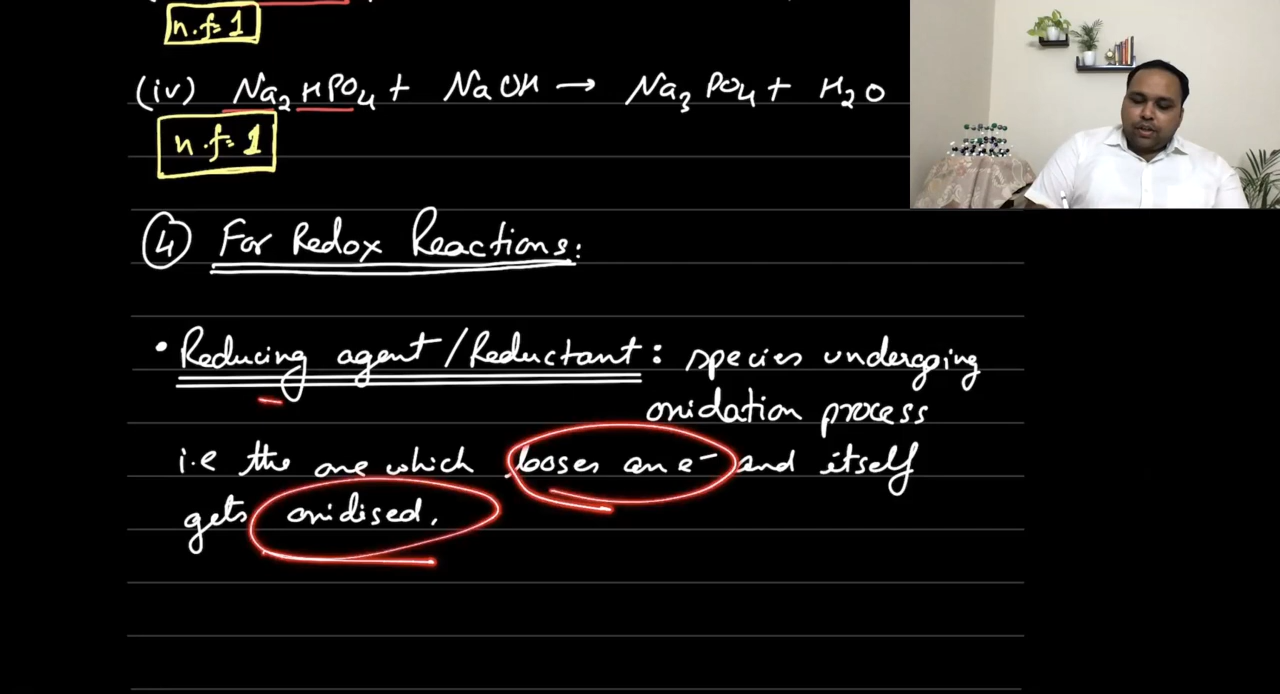 n.f= 1
(iv) Na₂HPO₄ + NaOH → Na₃PO₄ + H₂O
n.f= 1
④ For Redox Reactions:
• Reducing agent/Reductant: species undergoing
oxidation process
i.e the one which looses an e⁻ and itself
gets oxidised.